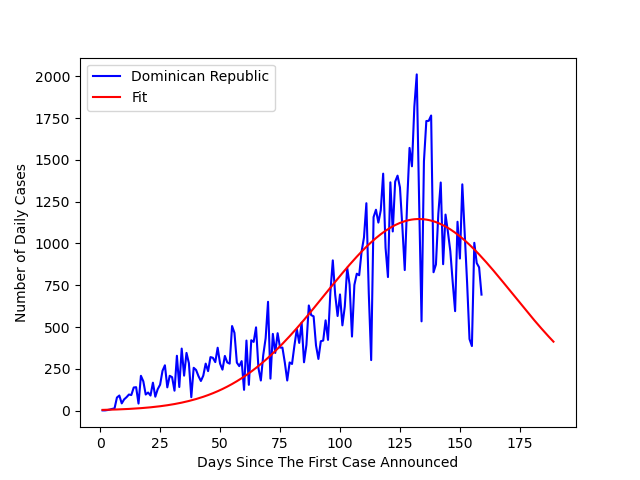 Dominican Republic
Fit
2000
1750
1500
1250
1000
750
500
250
0
Number of Daily Cases
0 25 50 75 100 125 150 175
Days Since The First Case Announced